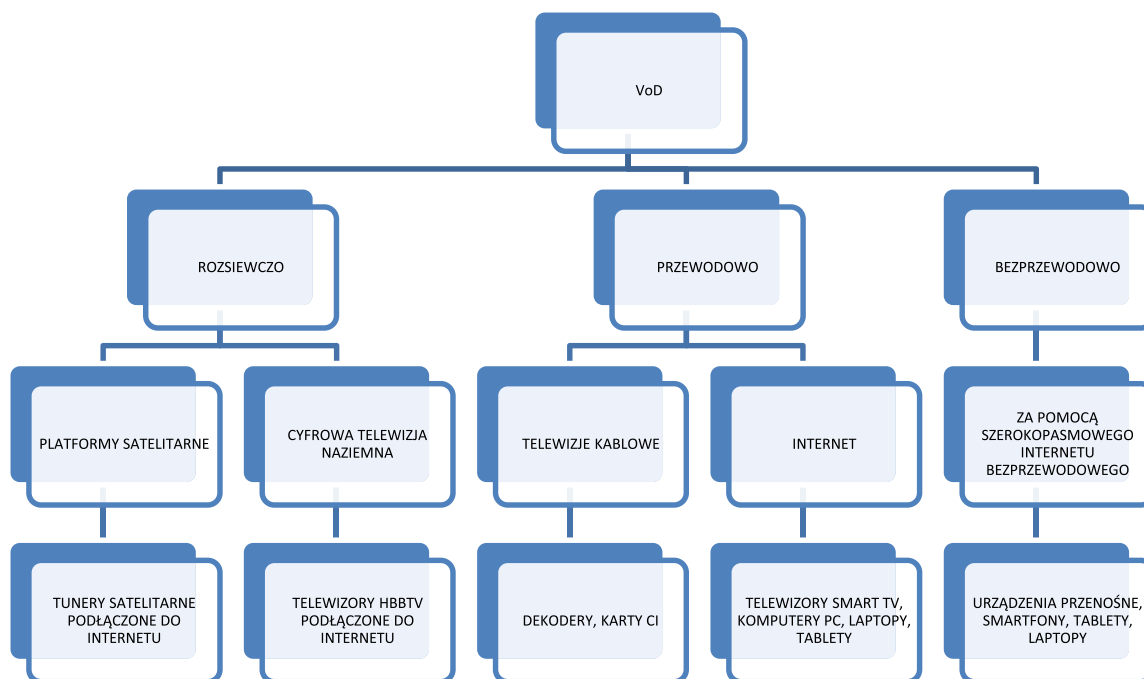 VoD
ROZSIEWCZO
PRZEWODOWO
BEZPRZEWODOWO
PLATFORMY SATELITARNE
CYFROWA TELEWIZJA
NAZIEMNA
TELEWIZJE KABLOWE
INTERNET
ZA POMOCĄ
SZEROKOPASMOWEGO
INTERNETU
BEZPRZEWODOWEGO
TUNERY SATELITARNE
PODŁĄCZONE DO
INTERNETU
TELEWIZORY HBBTV
PODŁĄCZONE DO
INTERNETU
DEKODERY, KARTY CI
TELEWIZORY SMART TV,
KOMPUTERY PC, LAPTOPY,
TABLETY
URZĄDZENIA PRZENOŚNE,
SMARTFONY, TABLETY,
LAPTOPY